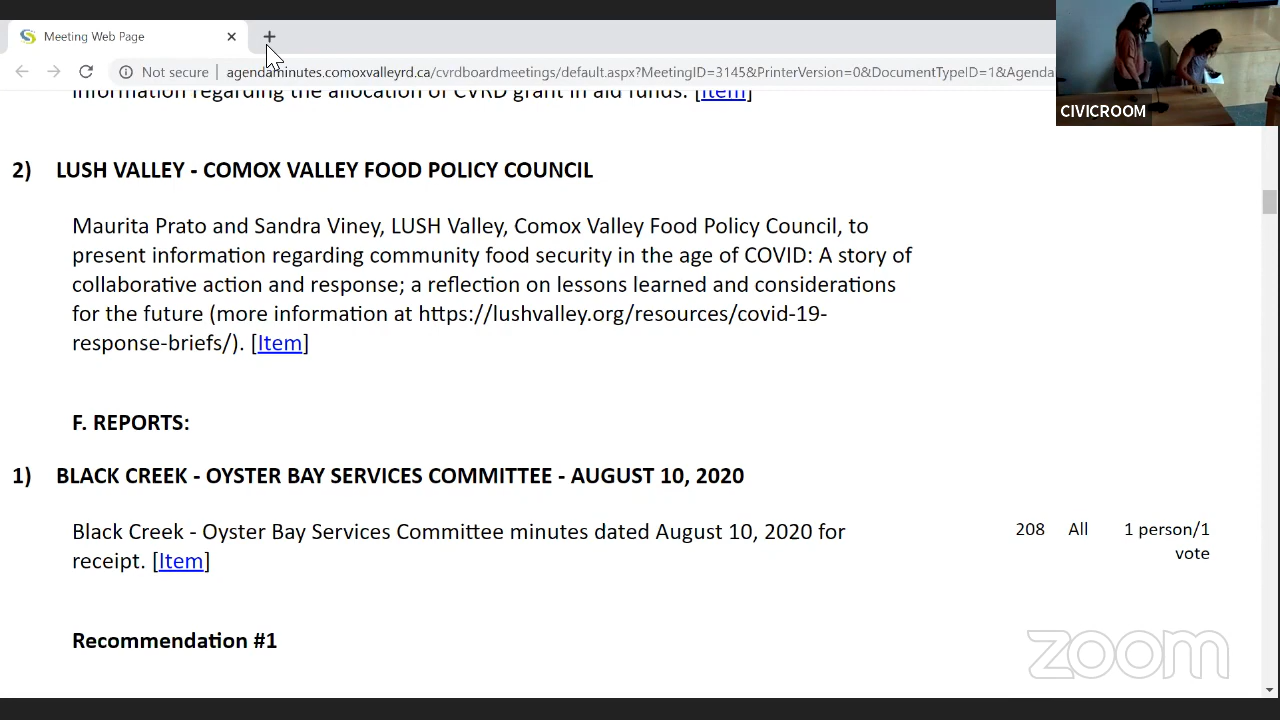 Meeting Web Page
Not secure | agendaminutes.comoxvalleyrd.ca/cvrdboardmeetings/default.aspx?MeetingID=3145&PrinterVersion=0&DocumentTypeID=1&Agenda
CIVICROOM
information regarding the allocation of CVRD grant in aid funds. [Item]
2) LUSH VALLEY - COMOX VALLEY FOOD POLICY COUNCIL
Maurita Prato and Sandra Viney, LUSH Valley, Comox Valley Food Policy Council, to
present information regarding community food security in the age of COVID: A story of
collaborative action and response; a reflection on lessons learned and considerations
for the future (more information at https://lushvalley.org/resources/covid-19-
response-briefs/). [Item]
F. REPORTS:
1) BLACK CREEK - OYSTER BAY SERVICES COMMITTEE - AUGUST 10, 2020
Black Creek - Oyster Bay Services Committee minutes dated August 10, 2020 for
receipt. [Item]
208 All 1 person/1
vote
Recommendation #1
zoom